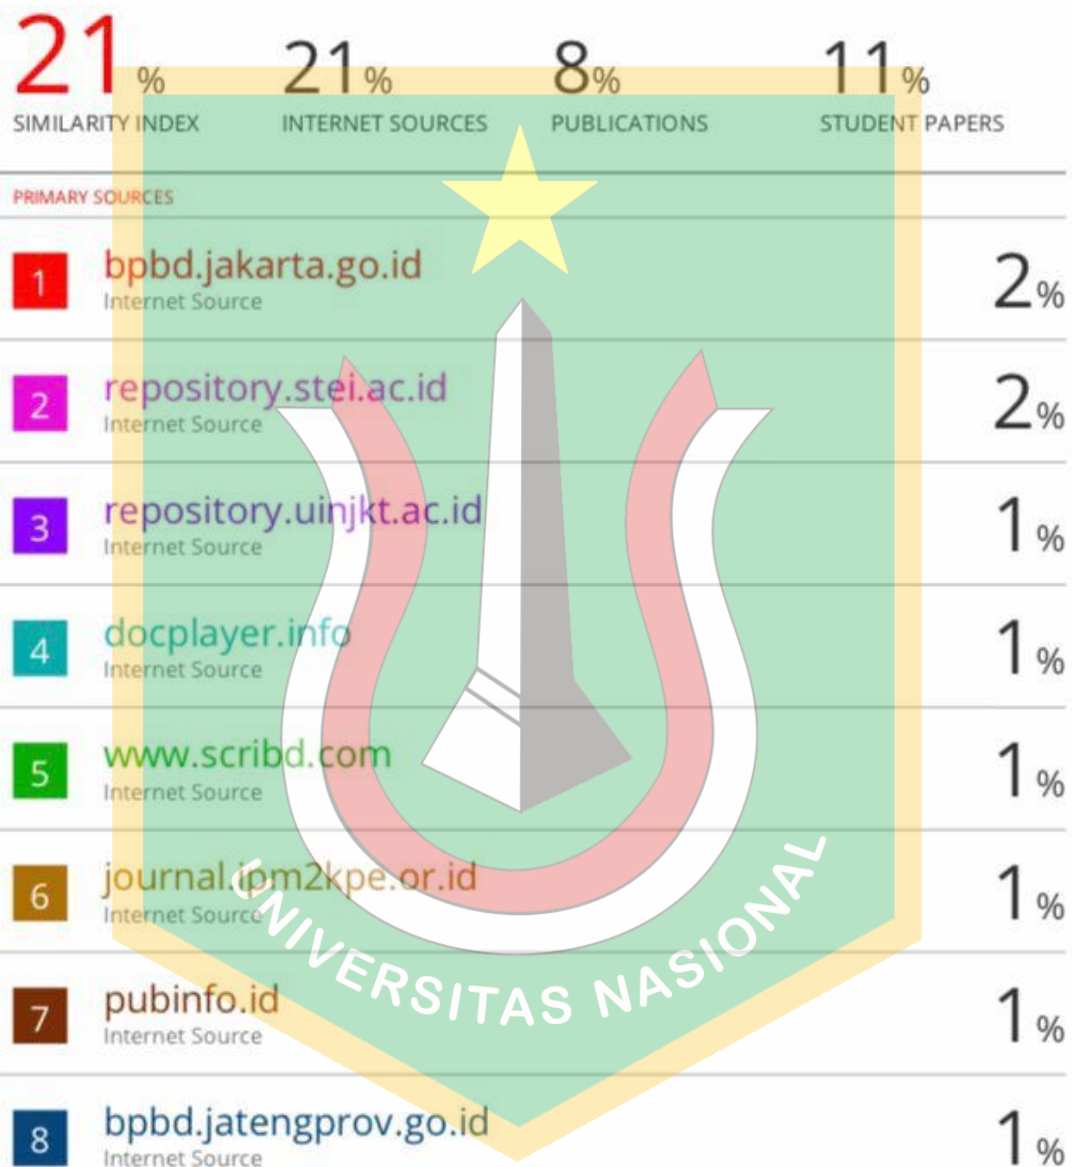 21% 21% 8% 11%
SIMILARITY INDEX INTERNET SOURCES PUBLICATIONS STUDENT PAPERS
PRIMARY SOURCES
1 bpbd.jakarta.go.id 2%
Internet Source
2 repository.stei.ac.id 2%
Internet Source
3 repository.uinjkt.ac.id 1%
Internet Source
4 docplayer.info 1%
Internet Source
5 www.scribd.com 1%
Internet Source
6 journal.ipm2kpe.or.id 1%
Internet Source
7 pubinfo.id 1%
Internet Source
8 bpbd.jatengprov.go.id 1%
Internet Source
UNIVERSITAS NASIONAL